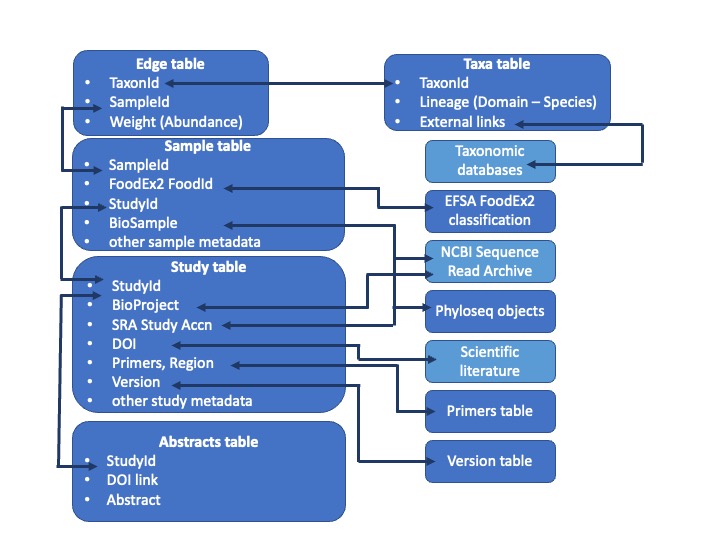 Edge table
• TaxonId
• SampleId
• Weight (Abundance)
Taxa table
• TaxonId
• Lineage (Domain – Species)
• External links
Sample table
• SampleId
• FoodEx2 FoodId
• StudyId
• BioSample
• other sample metadata
Study table
• StudyId
• BioProject
• SRA Study Accn
• DOI
• Primers, Region
• Version
• other study metadata
Abstracts table
• StudyId
• DOI link
• Abstract
Taxonomic
databases
EFSA FoodEx2
classification
NCBI Sequence
Read Archive
Phyloseq objects
Scientific
literature
Primers table
Version table